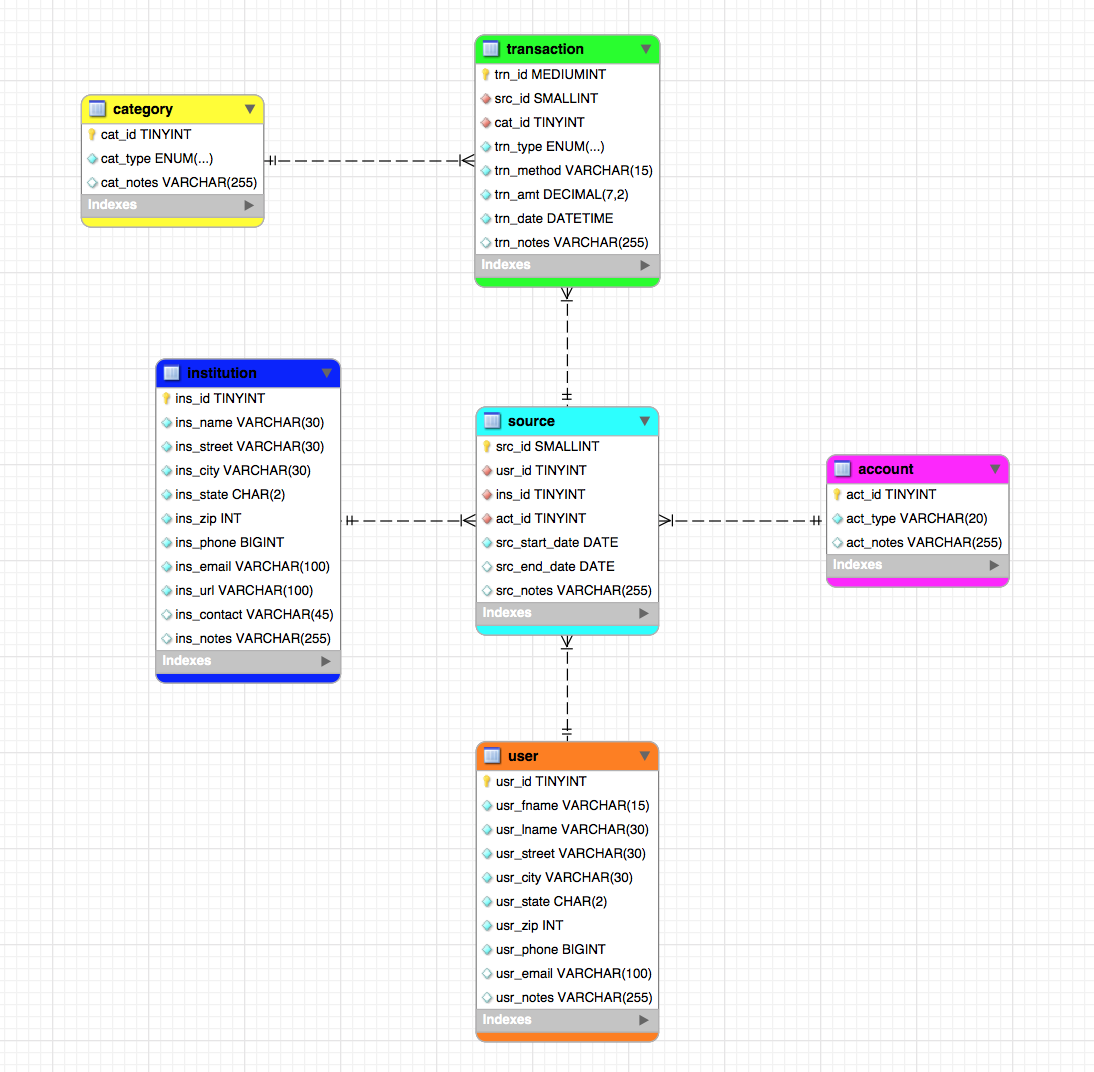 transaction
trn_id MEDIUMINT
src_id SMALLINT
cat_id TINYINT
trn_type ENUM(...)
trn_method VARCHAR(15)
trn_amt DECIMAL(7,2)
trn_date DATETIME
trn_notes VARCHAR(255)
Indexes
category
cat_id TINYINT
cat_type ENUM(...)
cat_notes VARCHAR(255)
Indexes
institution
ins_id TINYINT
ins_name VARCHAR(30)
ins_street VARCHAR(30)
ins_city VARCHAR(30)
ins_state CHAR(2)
ins_zip INT
ins_phone BIGINT
ins_email VARCHAR(100)
ins_url VARCHAR(100)
ins_contact VARCHAR(45)
ins_notes VARCHAR(255)
Indexes
source
src_id SMALLINT
usr_id TINYINT
ins_id TINYINT
act_id TINYINT
src_start_date DATE
src_end_date DATE
src_notes VARCHAR(255)
Indexes
account
act_id TINYINT
act_type VARCHAR(20)
act_notes VARCHAR(255)
Indexes
user
usr_id TINYINT
usr_fname VARCHAR(15)
usr_lname VARCHAR(30)
usr_street VARCHAR(30)
usr_city VARCHAR(30)
usr_state CHAR(2)
usr_zip INT
usr_phone BIGINT
usr_email VARCHAR(100)
usr_notes VARCHAR(255)
Indexes